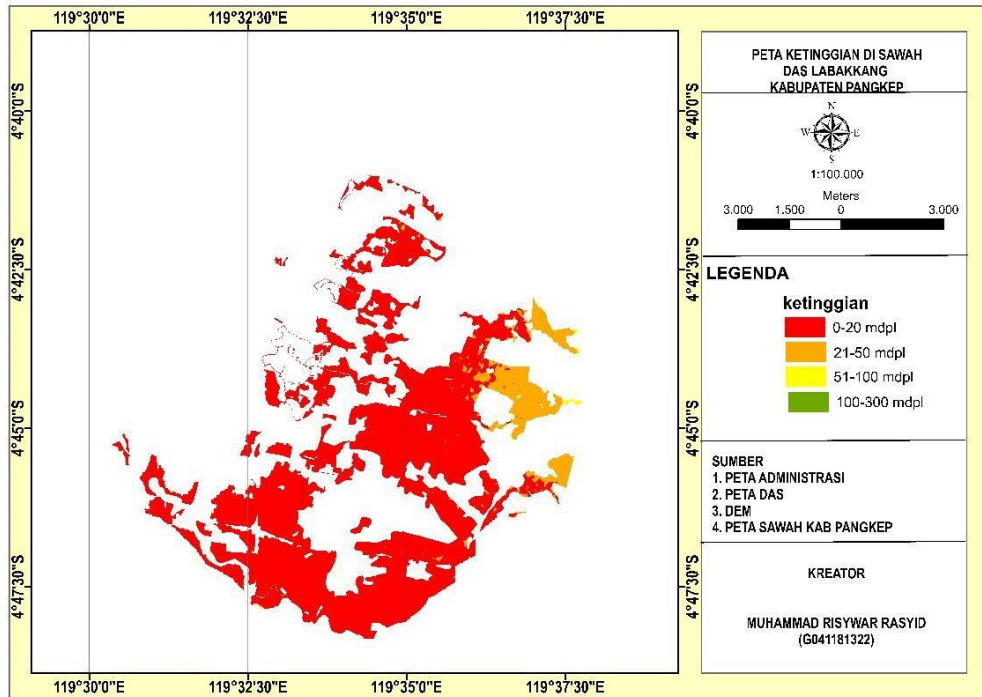 119°30'0"E 119°32'30"E 119°35'0"E 119°37'30"E
4°40'0"S 4°40'0"S
4°42'30"S 4°42'30"S
4°45'0"S 4°45'0"S
4°47'30"S 4°47'30"S
119°30'0"E 119°32'30"E 119°35'0"E 119°37'30"E
PETA KETINGGIAN DI SAWAH
DAS LABAKKANG
KABUPATEN PANGKEP
N
W E
S
1:100.000
Meters
3.000 1.500 0 3.000
LEGENDA
ketinggian
0-20 mdpl
21-50 mdpl
51-100 mdpl
100-300 mdpl
SUMBER
1. PETA ADMINISTRASI
2. PETA DAS
3. DEM
4. PETA SAWAH KAB PANGKEP
KREATOR
MUHAMMAD RISYWAR RASYID
(G041181322)